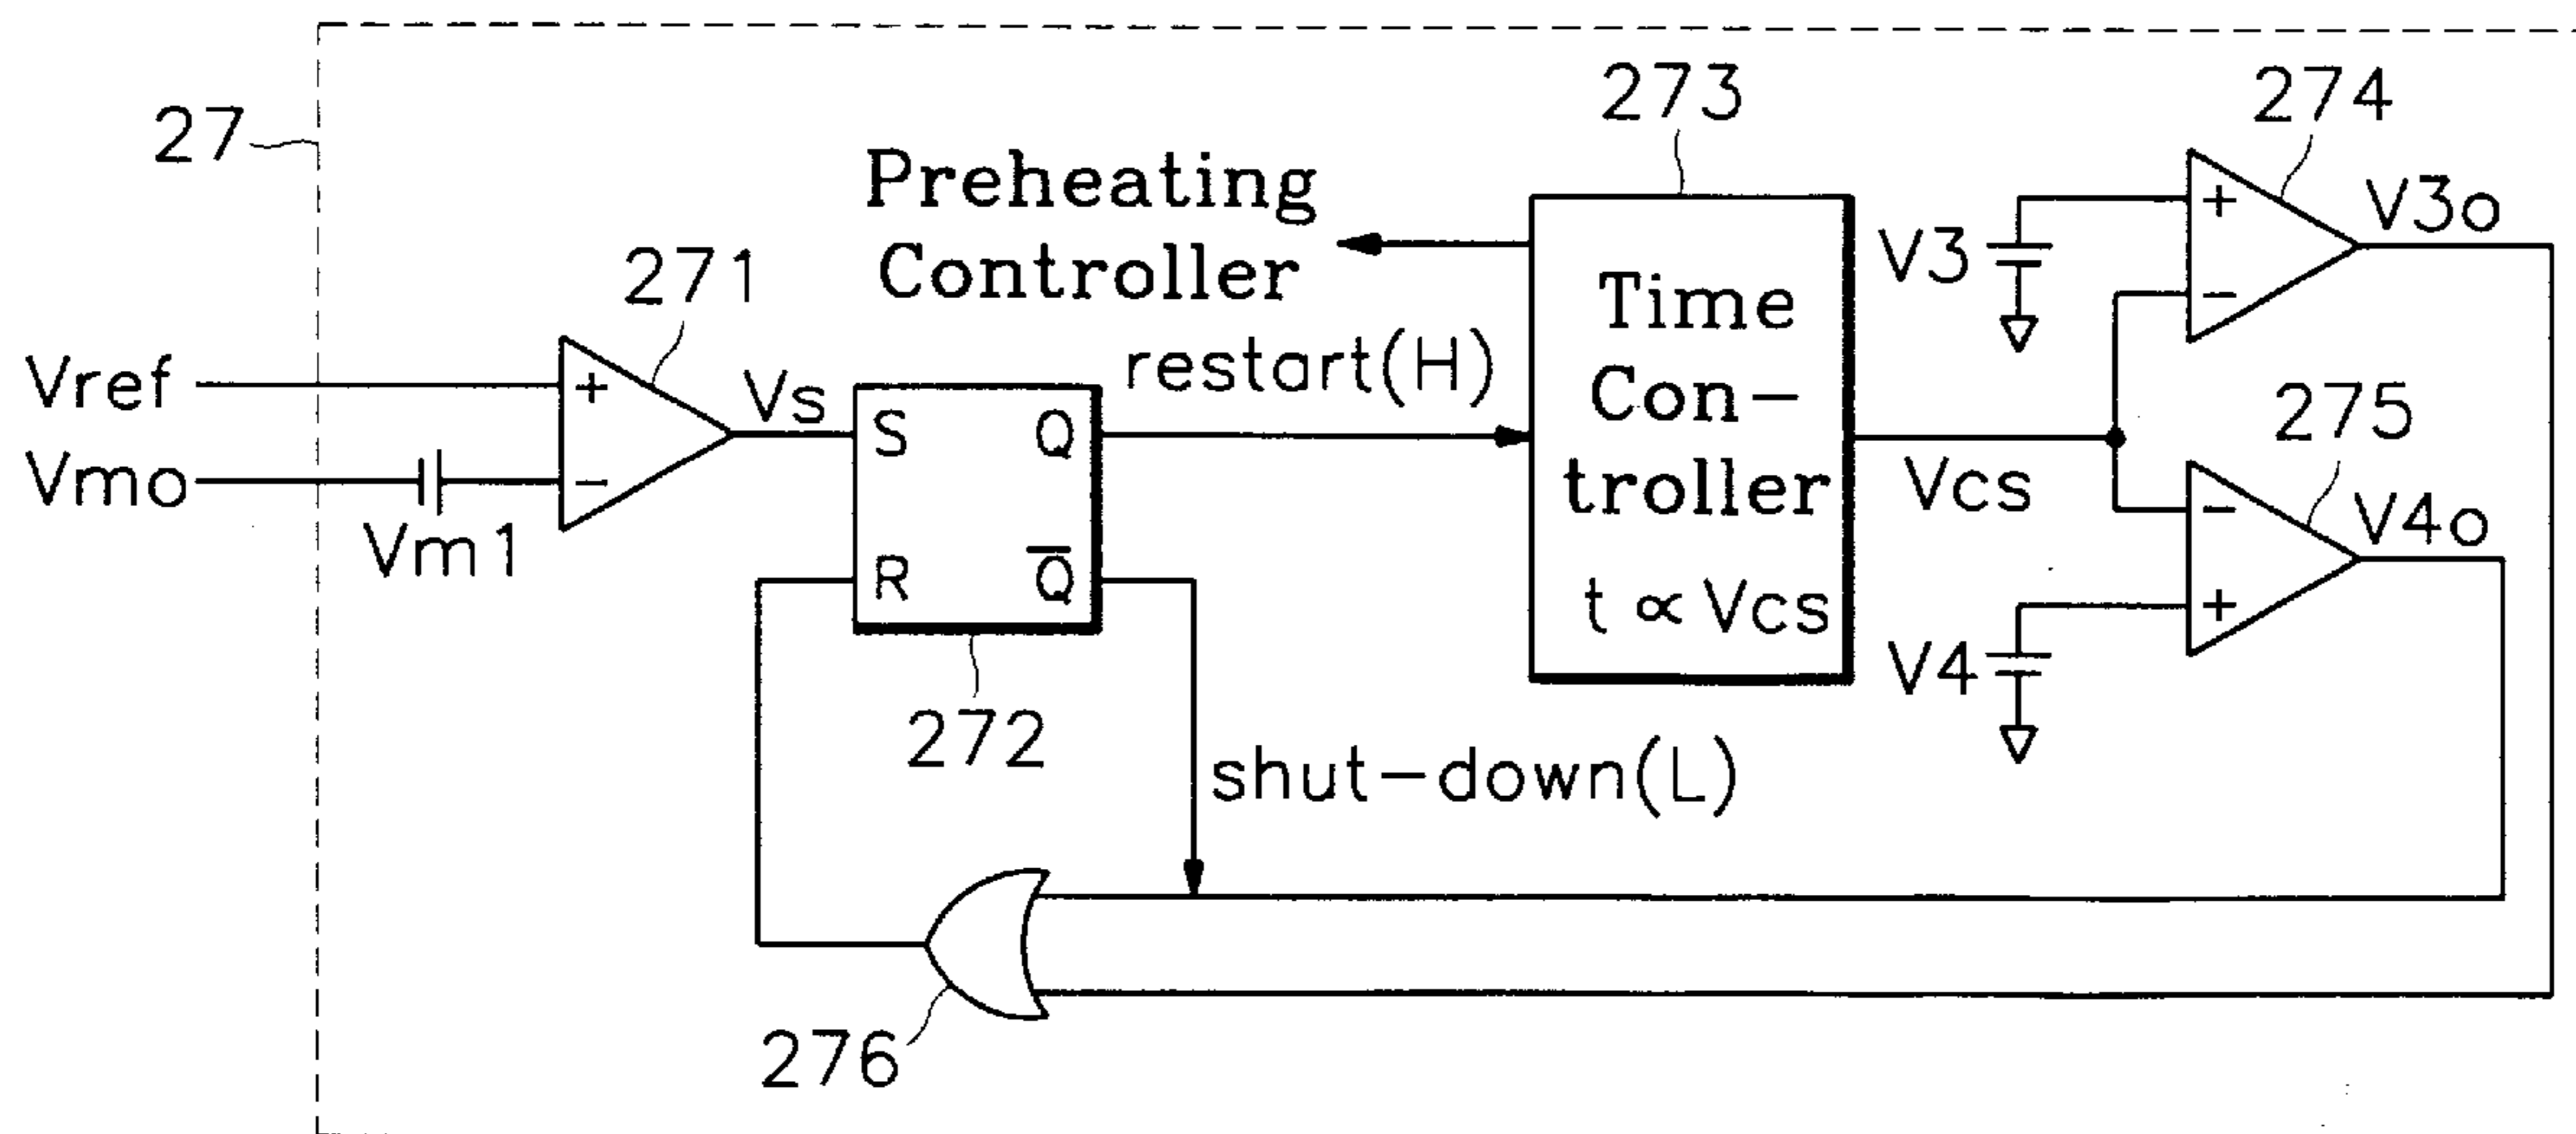 27
Vref
Vmo
Vm1
271
+
−
Vs
S
Q
R
Q̅
272
Preheating
Controller
restart(H)
shut-down(L)
273
Time
Con-
troller
t ∝ Vcs
Vcs
V3
274
+
−
V3o
275
−
+
V4o
V4
276